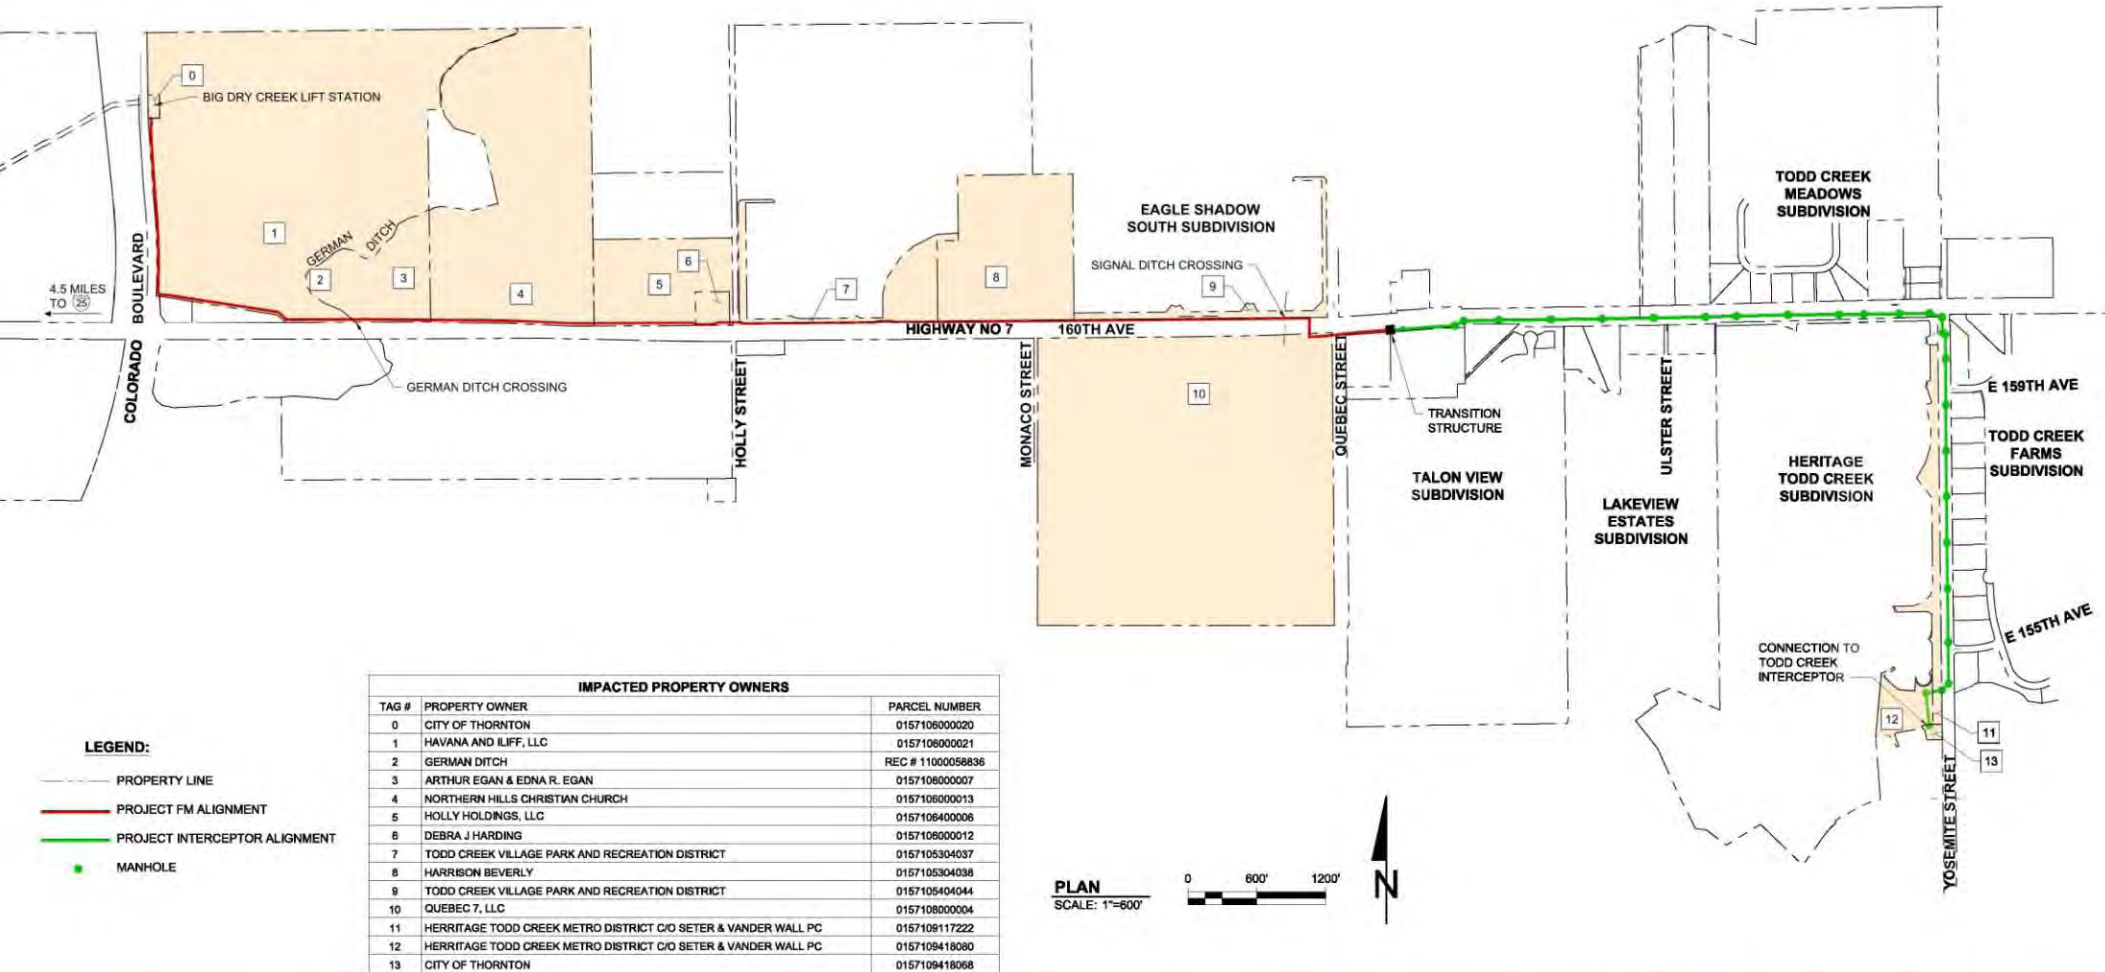 0
BIG DRY CREEK LIFT STATION
1
GERMAN
DITCH
2
3
4
5
6
7
8
9
10
4.5 MILES
TO 25
COLORADO BOULEVARD
GERMAN DITCH CROSSING
HOLLY STREET
HIGHWAY NO 7
160TH AVE
MONACO STREET
EAGLE SHADOW
SOUTH SUBDIVISION
SIGNAL DITCH CROSSING
QUEBEC STREET
TRANSITION
STRUCTURE
TALON VIEW
SUBDIVISION
LAKEVIEW
ESTATES
SUBDIVISION
ULSTER STREET
TODD CREEK
MEADOWS
SUBDIVISION
HERITAGE
TODD CREEK
SUBDIVISION
E 159TH AVE
TODD CREEK
FARMS
SUBDIVISION
E 155TH AVE
CONNECTION TO
TODD CREEK
INTERCEPTOR
12
11
13
YOSEMITE STREET
LEGEND:
PROPERTY LINE
PROJECT FM ALIGNMENT
PROJECT INTERCEPTOR ALIGNMENT
MANHOLE
IMPACTED PROPERTY OWNERS
TAG # PROPERTY OWNER PARCEL NUMBER
0 CITY OF THORNTON 0157106000020
1 HAVANA AND ILIFF, LLC 0157106000021
2 GERMAN DITCH REC # 11000058836
3 ARTHUR EGAN & EDNA R. EGAN 0157106000007
4 NORTHERN HILLS CHRISTIAN CHURCH 0157106000013
5 HOLLY HOLDINGS, LLC 0157106400006
6 DEBRA J HARDING 0157106000012
7 TODD CREEK VILLAGE PARK AND RECREATION DISTRICT 0157105304037
8 HARRISON BEVERLY 0157105304038
9 TODD CREEK VILLAGE PARK AND RECREATION DISTRICT 0157105404044
10 QUEBEC 7, LLC 0157108000004
11 HERRITAGE TODD CREEK METRO DISTRICT C/O SETER & VANDER WALL PC 0157109117222
12 HERRITAGE TODD CREEK METRO DISTRICT C/O SETER & VANDER WALL PC 0157109418080
13 CITY OF THORNTON 0157109418068
PLAN
SCALE: 1"=600'
0 600' 1200'
N